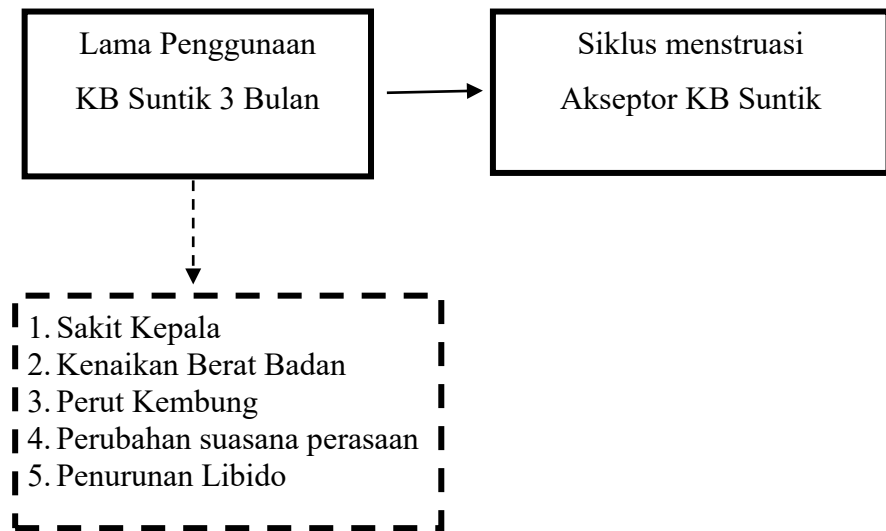 Lama Penggunaan
KB Suntik 3 Bulan
Siklus menstruasi
Akseptor KB Suntik
1. Sakit Kepala
2. Kenaikan Berat Badan
3. Perut Kembung
4. Perubahan suasana perasaan
5. Penurunan Libido